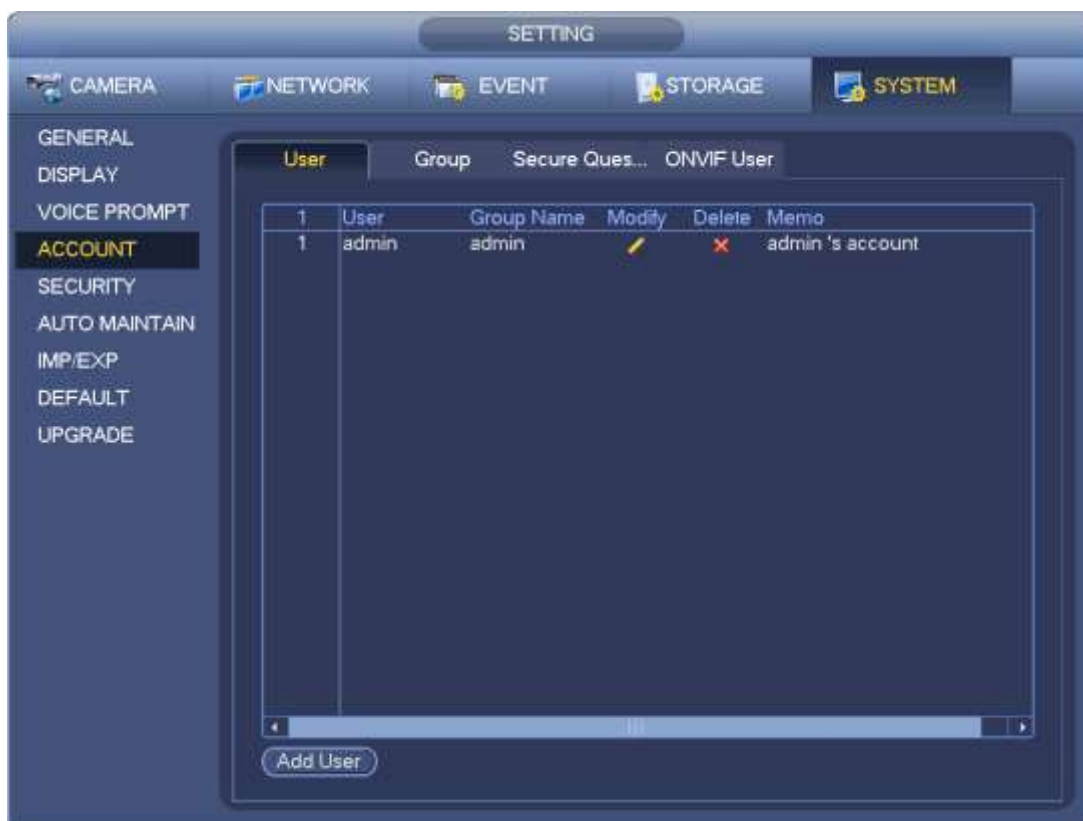 SETTING
CAMERA NETWORK EVENT STORAGE SYSTEM
GENERAL
DISPLAY
VOICE PROMPT
ACCOUNT
SECURITY
AUTO MAINTAIN
IMP/EXP
DEFAULT
UPGRADE
User Group Secure Ques... ONVIF User
1 User Group Name Modify Delete Memo
1 admin admin admin 's account
Add User